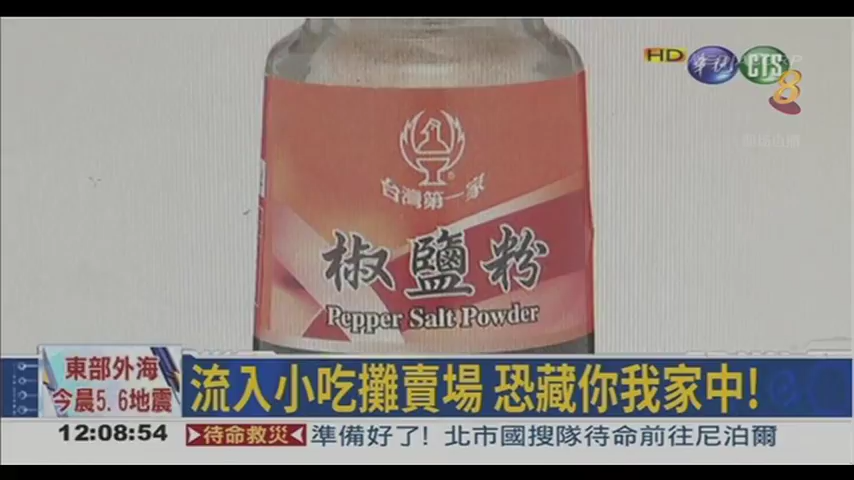 HD 華視 CTS
8
台灣第一家
®
椒鹽粉
Pepper Salt Powder
東部外海
今晨5.6地震
流入小吃攤賣場 恐藏你我家中!
12:08:54
待命救災
準備好了! 北市國搜隊待命前往尼泊爾